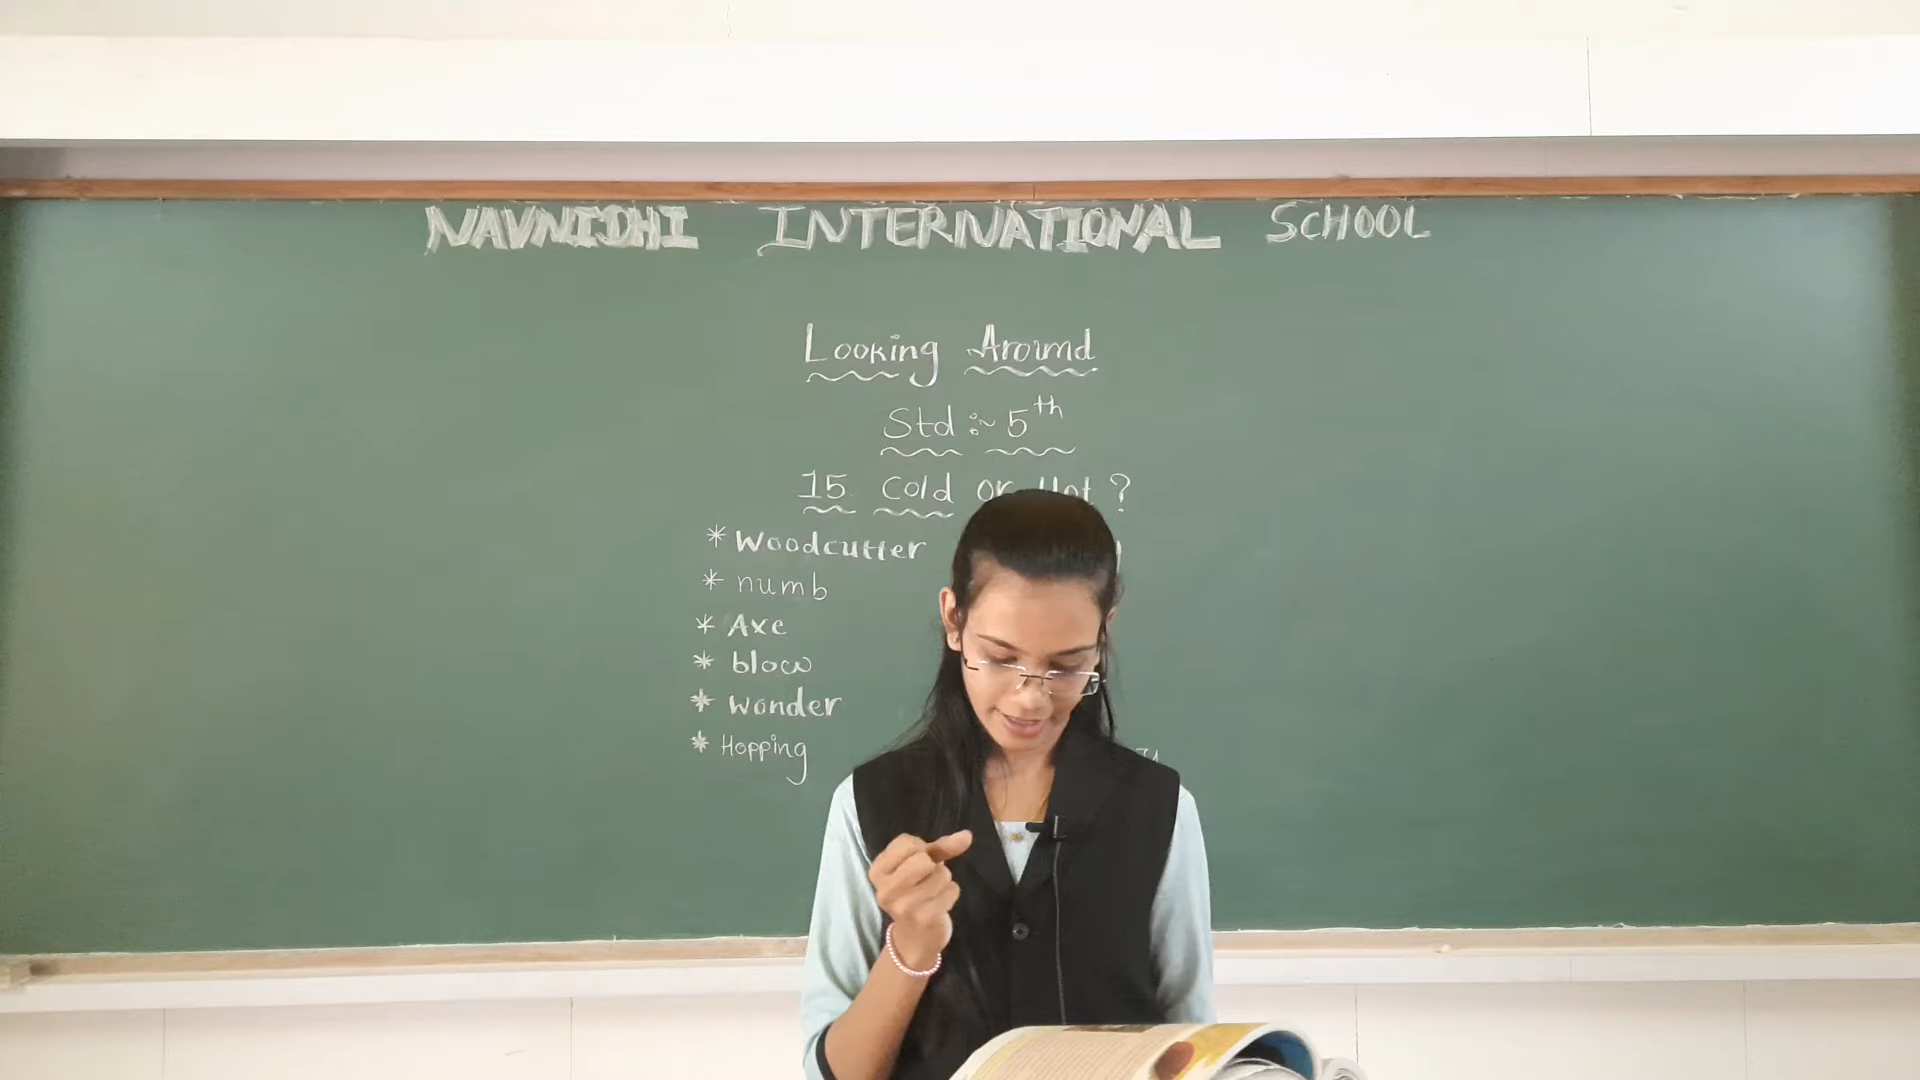 NAVNIDHI INTERNATIONAL SCHOOL
Looking Around
Std :~ 5th
15. Cold or Hot ?
* Woodcutter
* numb
* Axe
* blow
* wonder
* Hopping